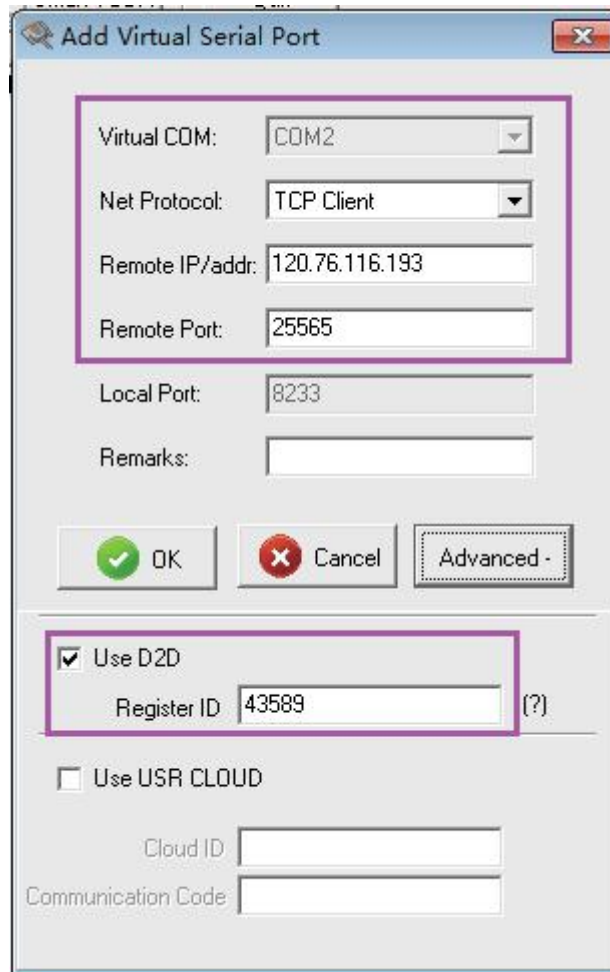 Add Virtual Serial Port
Virtual COM: COM2
Net Protocol: TCP Client
Remote IP/addr: 120.76.116.193
Remote Port: 25565
Local Port: 8233
Remarks:
OK Cancel Advanced -
Use D2D
Register ID 43589 (?)
Use USR CLOUD
Cloud ID
Communication Code